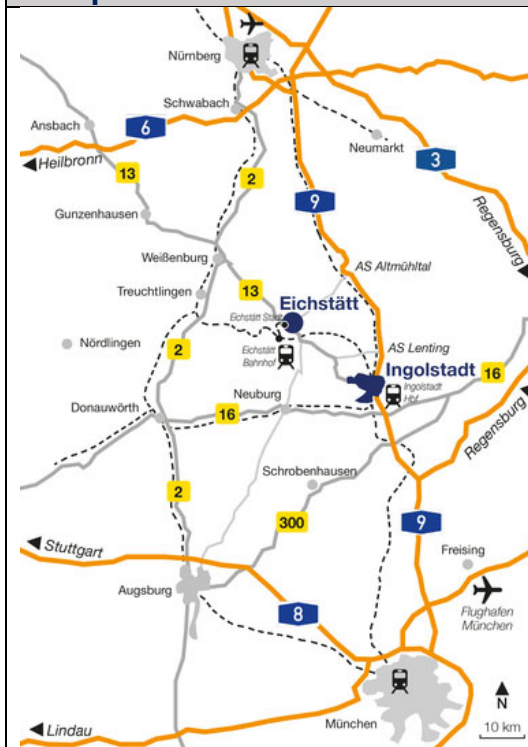 Nürnberg
Schwabach
Ansbach
6
Heilbronn
Neumarkt
3
13
2
Gunzenhausen
9
Regensburg
Weißenburg
AS Altmühltal
Treuchtlingen
13
Eichstätt
Eichstätt Stadt
Nördlingen
2
Eichstätt
Bahnhof
AS Lenting
Ingolstadt
16
Ingolstadt
Hbf
Neuburg
Donauwörth
16
Regensburg
Schrobenhausen
2
300
9
Stuttgart
Freising
Augsburg
8
Flughafen
München
München
N
Lindau
10 km